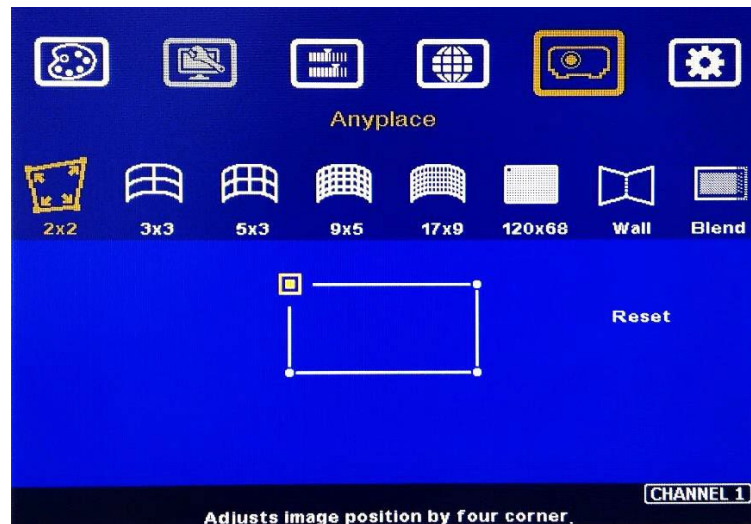 Anyplace
2x2 3x3 5x3 9x5 17x9 120x68 Wall Blend
Reset
CHANNEL 1
Adjusts image position by four corner